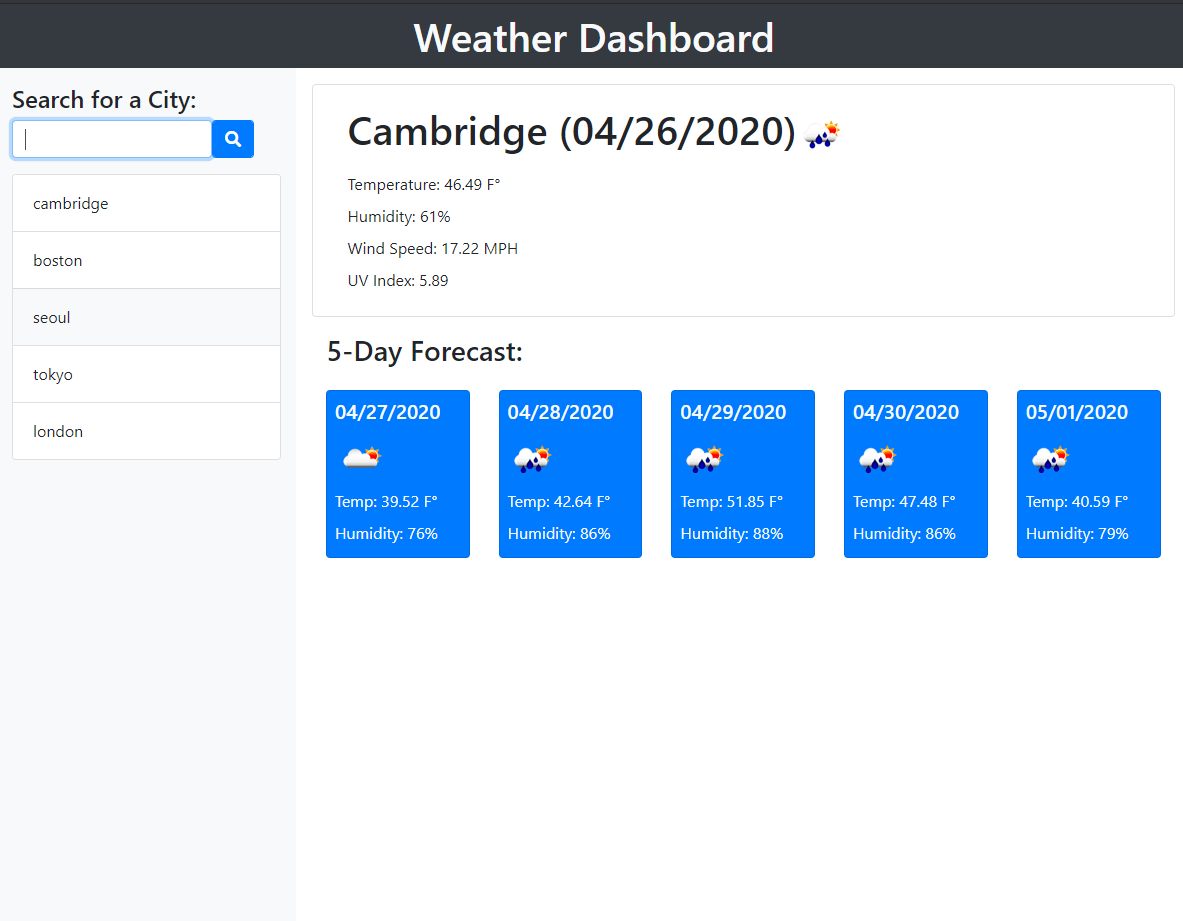 Weather Dashboard
Search for a City:
cambridge
boston
seoul
tokyo
london
Cambridge (04/26/2020)
Temperature: 46.49 F°
Humidity: 61%
Wind Speed: 17.22 MPH
UV Index: 5.89
5-Day Forecast:
04/27/2020
Temp: 39.52 F°
Humidity: 76%
04/28/2020
Temp: 42.64 F°
Humidity: 86%
04/29/2020
Temp: 51.85 F°
Humidity: 88%
04/30/2020
Temp: 47.48 F°
Humidity: 86%
05/01/2020
Temp: 40.59 F°
Humidity: 79%